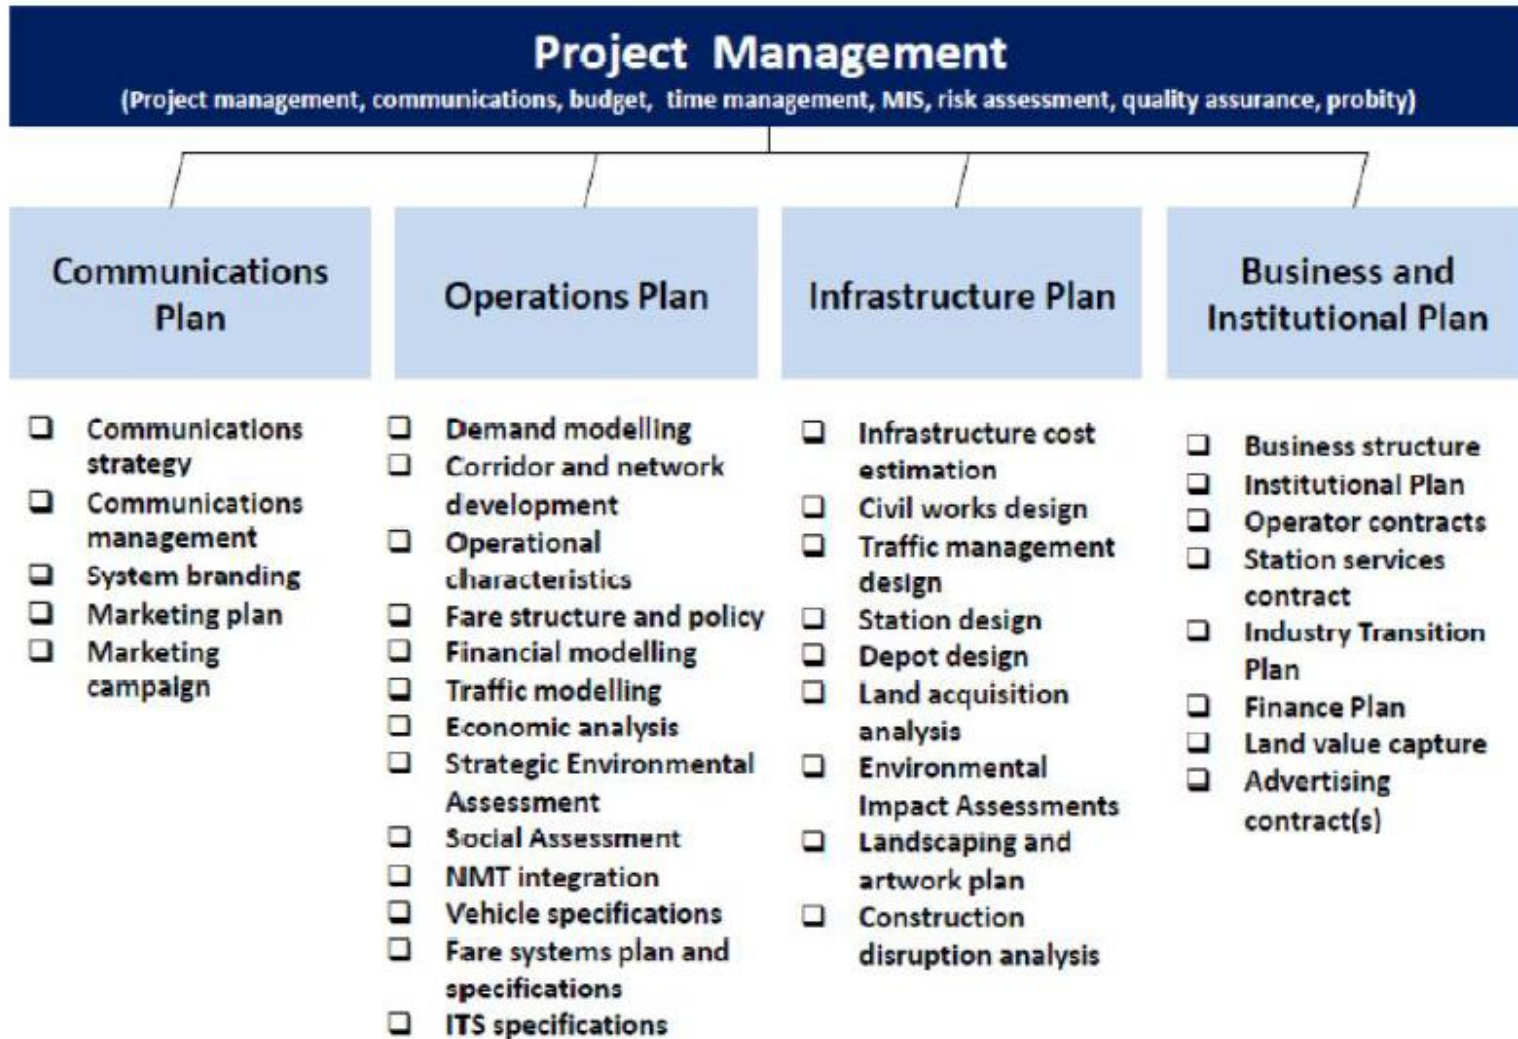 Project Management
(Project management, communications, budget, time management, MIS, risk assessment, quality assurance, probity)
Communications
Plan
Communications
strategy
Communications
management
System branding
Marketing plan
Marketing
campaign
Operations Plan
Demand modelling
Corridor and network
development
Operational
characteristics
Fare structure and policy
Financial modelling
Traffic modelling
Economic analysis
Strategic Environmental
Assessment
Social Assessment
NMT integration
Vehicle specifications
Fare systems plan and
specifications
ITS specifications
Infrastructure Plan
Infrastructure cost
estimation
Civil works design
Traffic management
design
Station design
Depot design
Land acquisition
analysis
Environmental
Impact Assessments
Landscaping and
artwork plan
Construction
disruption analysis
Business and
Institutional Plan
Business structure
Institutional Plan
Operator contracts
Station services
contract
Industry Transition
Plan
Finance Plan
Land value capture
Advertising
contract(s)